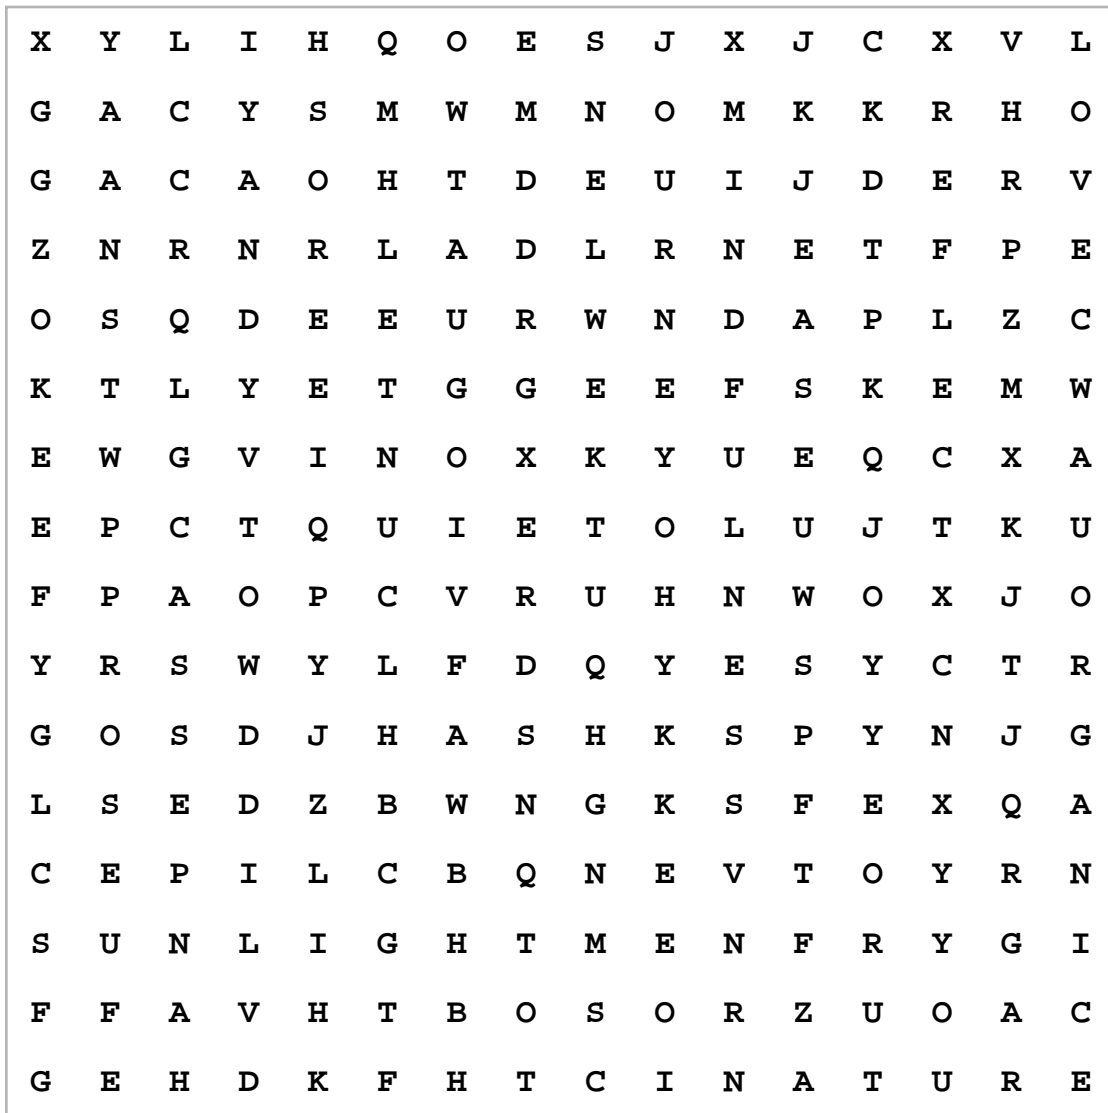 X Y L I H Q O E S J X J C X V L
G A C Y S M W M N O M K K R H O
G A C A O H T D E U I J D E R V
Z N R N R L A D L R N E T F P E
O S Q D E E U R W N D A P L Z C
K T L Y E T G G E E F S K E M W
E W G V I N O X K Y U E Q C X A
E P C T Q U I E T O L U J T K U
F P A O P C V R U H N W O X J O
Y R S W Y L F D Q Y E S Y C T R
G O S D J H A S H K S P Y N J G
L S E D Z B W N G K S F E X Q A
C E P I L C B Q N E V T O Y R N
S U N L I G H T M E N F R Y G I
F F A V H T B O S O R Z U O A C
G E H D K F H T C I N A T U R E